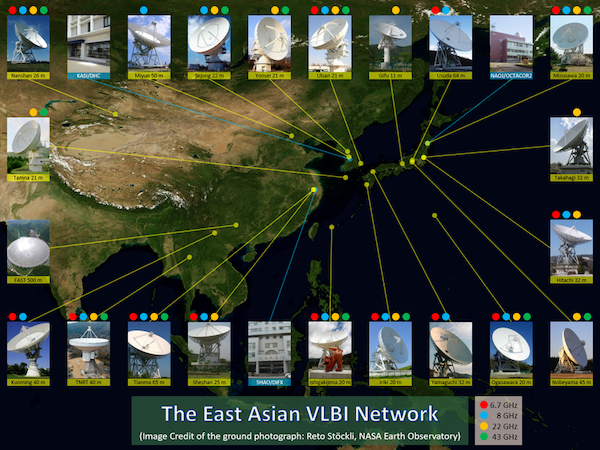 Nanshan 26 m
KASI/DHC
Miyun 50 m
Sejong 22 m
Yonsei 21 m
Ulsan 21 m
Gifu 11 m
Usuda 64 m
NAOJ/OCTACOR2
Mizusawa 20 m
Tamna 21 m
Takahagi 32 m
FAST 500 m
Hitachi 32 m
Kunming 40 m
TNRT 40 m
Tianma 65 m
Sheshan 25 m
SHAO/DiFX
Ishigakijima 20 m
Iriki 20 m
Yamaguchi 32 m
Ogasawara 20 m
Nobeyama 45 m
The East Asian VLBI Network
(Image Credit of the ground photograph: Reto Stöckli, NASA Earth Observatory)
6.7 GHz
8 GHz
22 GHz
43 GHz